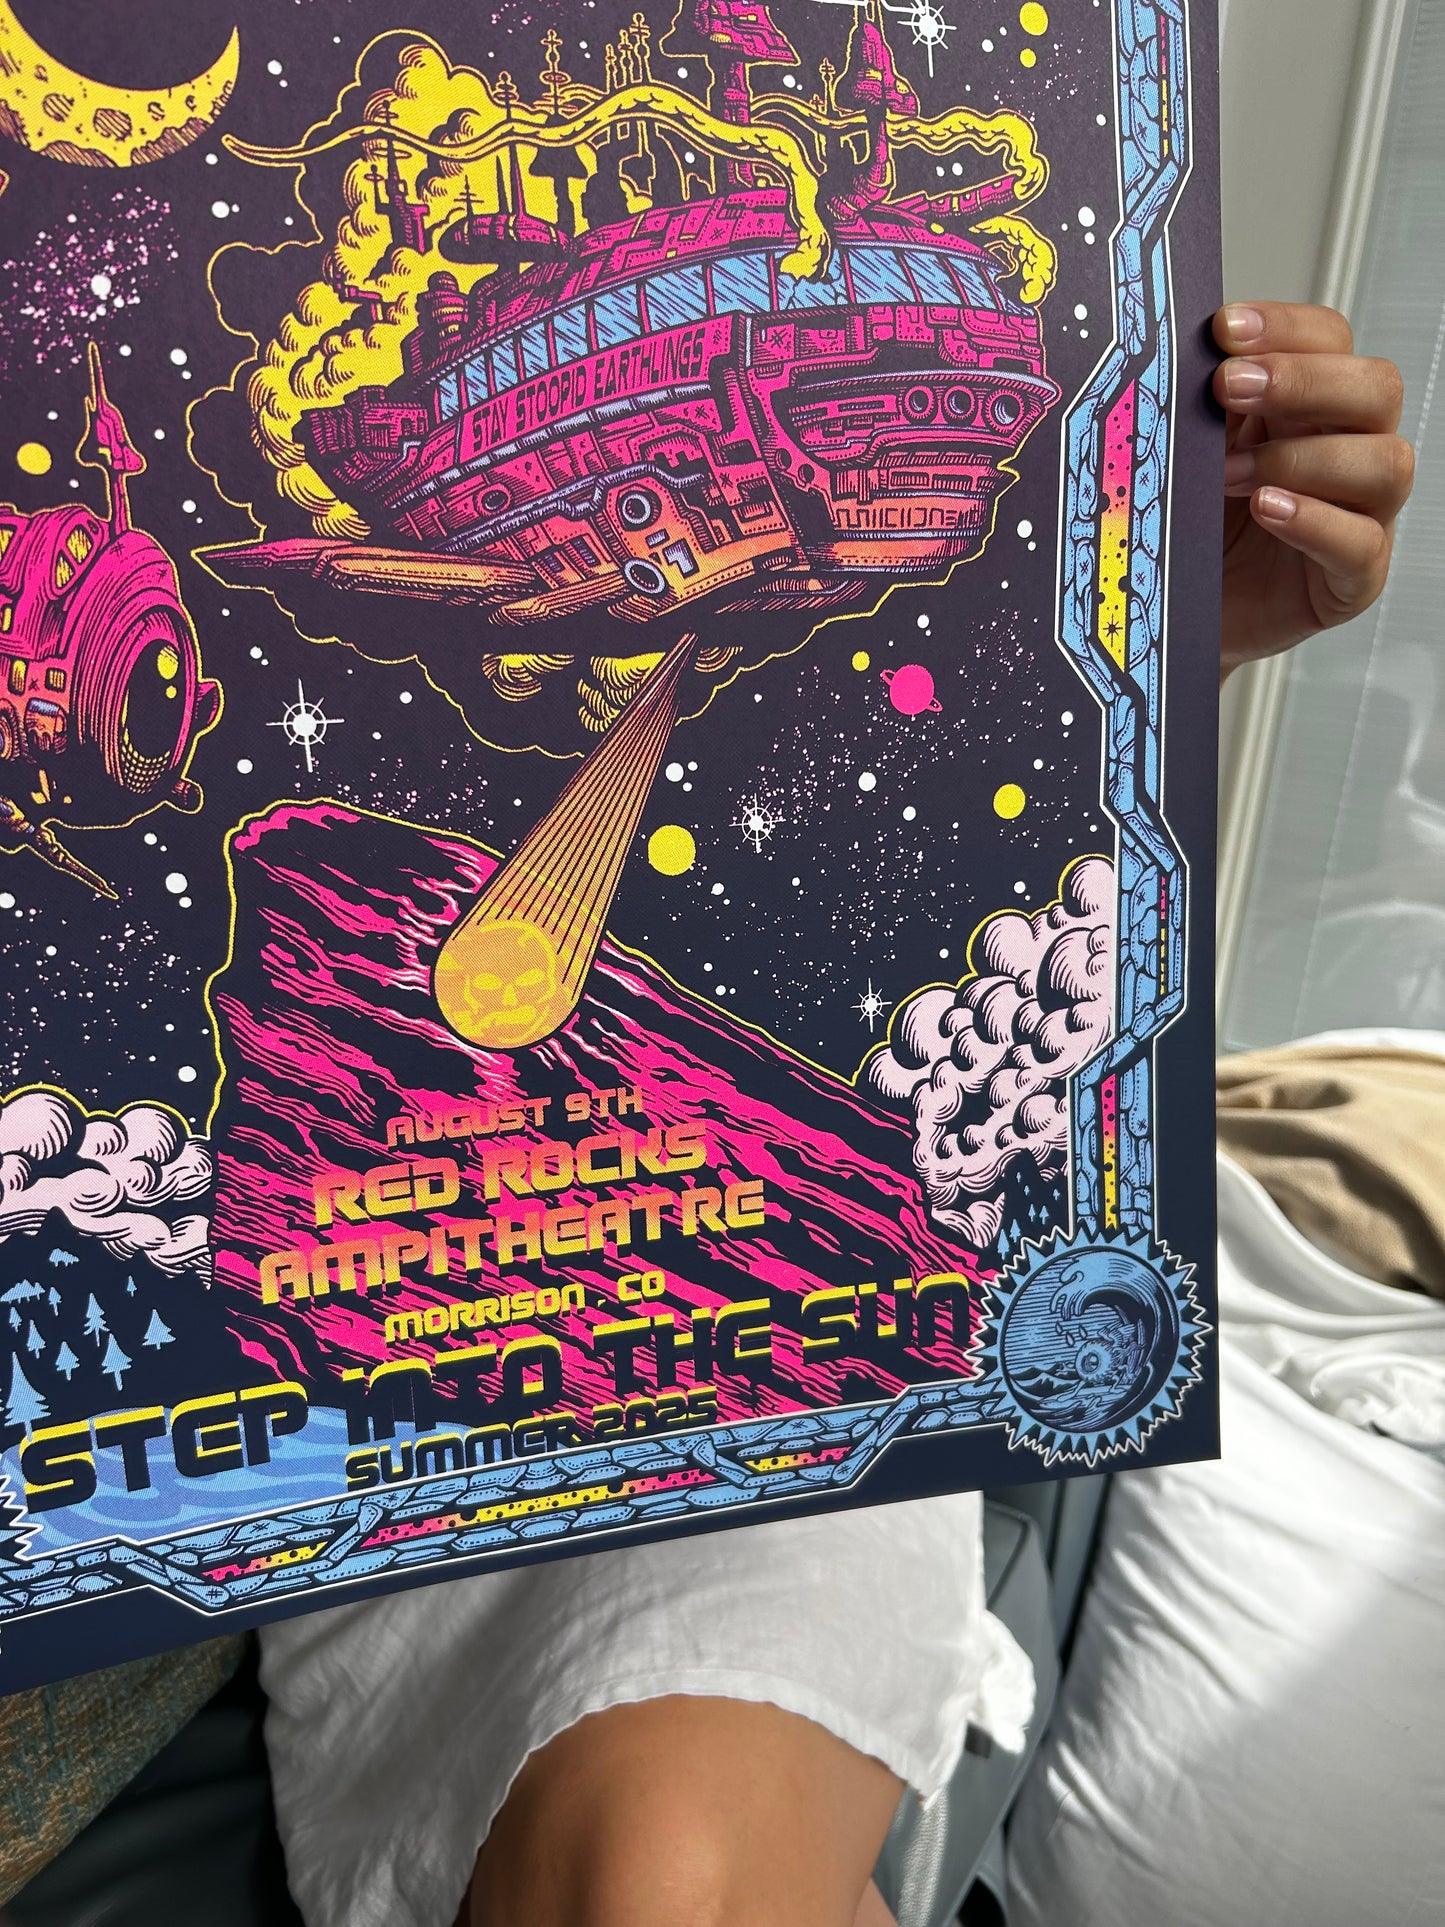 STAY STOOPID EARTHLINGS
AUGUST 9TH
RED ROCKS
AMPITHEATRE
MORRISON, CO
STEP INTO THE SUN
SUMMER 2025